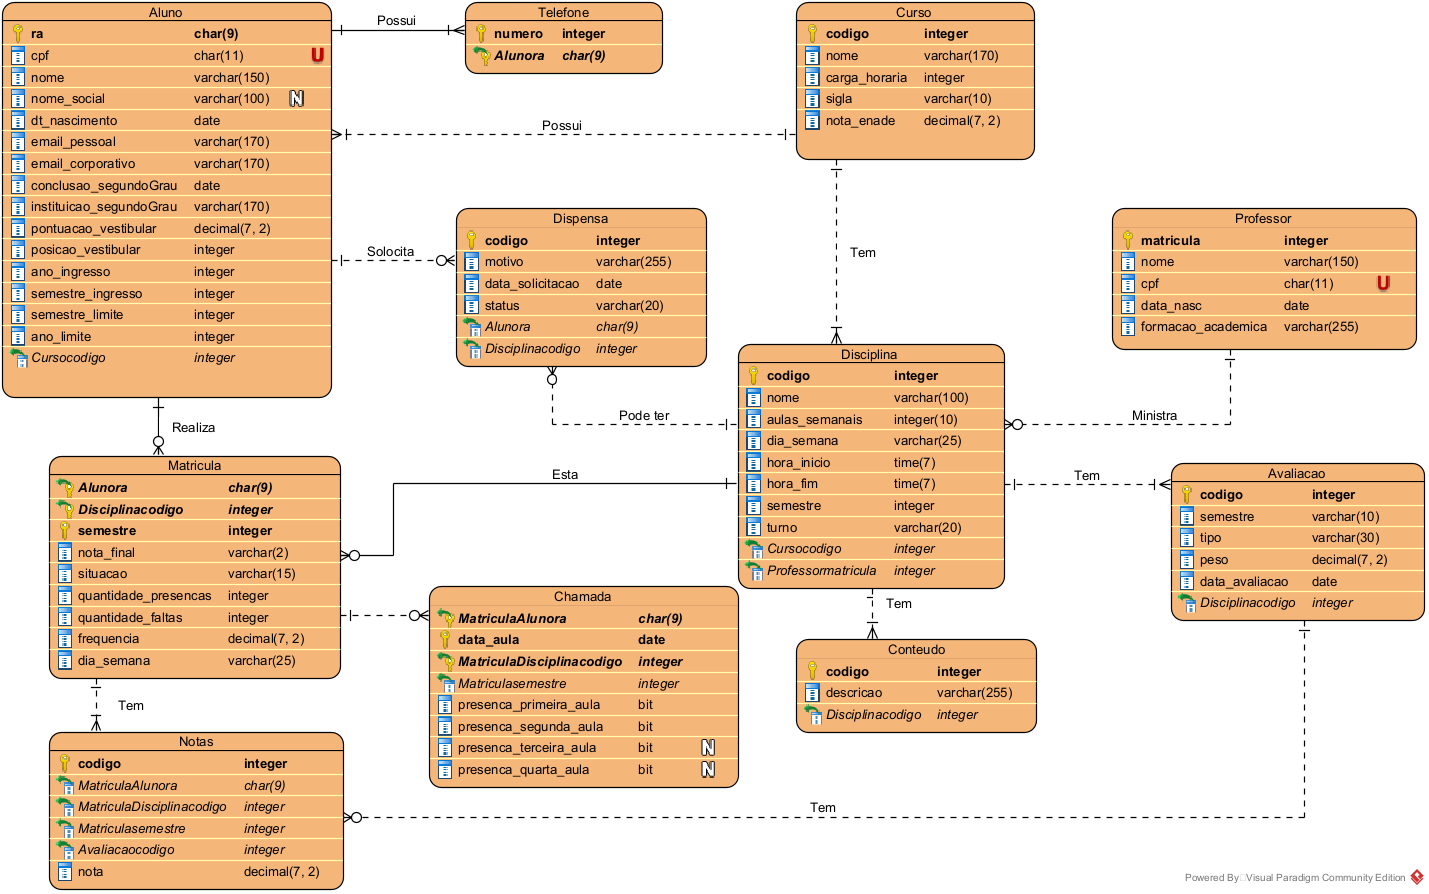 Aluno
ra char(9)
cpf char(11) U
nome varchar(150)
nome_social varchar(100) N
dt_nascimento date
email_pessoal varchar(170)
email_corporativo varchar(170)
conclusao_segundoGrau date
instituicao_segundoGrau varchar(170)
pontuacao_vestibular decimal(7, 2)
posicao_vestibular integer
ano_ingresso integer
semestre_ingresso integer
semestre_limite integer
ano_limite integer
Cursocodigo integer
Possui
Telefone
numero integer
Alunora char(9)
Possui
Curso
codigo integer
nome varchar(170)
carga_horaria integer
sigla varchar(10)
nota_enade decimal(7, 2)
Solocita
Dispensa
codigo integer
motivo varchar(255)
data_solicitacao date
status varchar(20)
Alunora char(9)
Disciplinacodigo integer
Tem
Professor
matricula integer
nome varchar(150)
cpf char(11) U
data_nasc date
formacao_academica varchar(255)
Pode ter
Disciplina
codigo integer
nome varchar(100)
aulas_semanais integer(10)
dia_semana varchar(25)
hora_inicio time(7)
hora_fim time(7)
semestre integer
turno varchar(20)
Cursocodigo integer
Professormatricula integer
Ministra
Realiza
Matricula
Alunora char(9)
Disciplinacodigo integer
semestre integer
nota_final varchar(2)
situacao varchar(15)
quantidade_presencas integer
quantidade_faltas integer
frequencia decimal(7, 2)
dia_semana varchar(25)
Esta
Tem
Avaliacao
codigo integer
semestre varchar(10)
tipo varchar(30)
peso decimal(7, 2)
data_avaliacao date
Disciplinacodigo integer
Chamada
MatriculaAlunora char(9)
data_aula date
MatriculaDisciplinacodigo integer
Matriculasemestre integer
presenca_primeira_aula bit
presenca_segunda_aula bit
presenca_terceira_aula bit N
presenca_quarta_aula bit N
Tem
Conteudo
codigo integer
descricao varchar(255)
Disciplinacodigo integer
Tem
Notas
codigo integer
MatriculaAlunora char(9)
MatriculaDisciplinacodigo integer
Matriculasemestre integer
Avaliacaocodigo integer
nota decimal(7, 2)
Tem
Powered By Visual Paradigm Community Edition